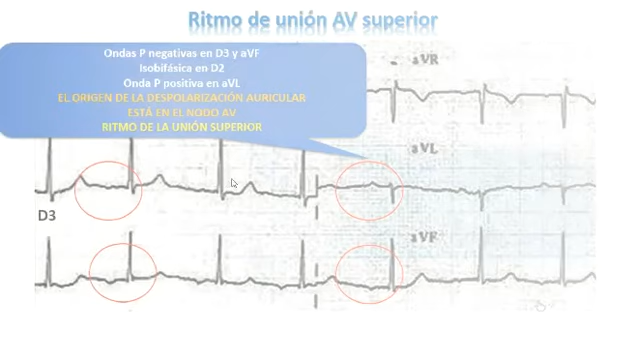 Ritmo de unión AV superior
Ondas P negativas en D3 y aVF
Isobifásica en D2
Onda P positiva en aVL
EL ORIGEN DE LA DESPOLARIZACIÓN AURICULAR
ESTÁ EN EL NODO AV
RITMO DE LA UNIÓN SUPERIOR
aVR
aVL
D3
aVF